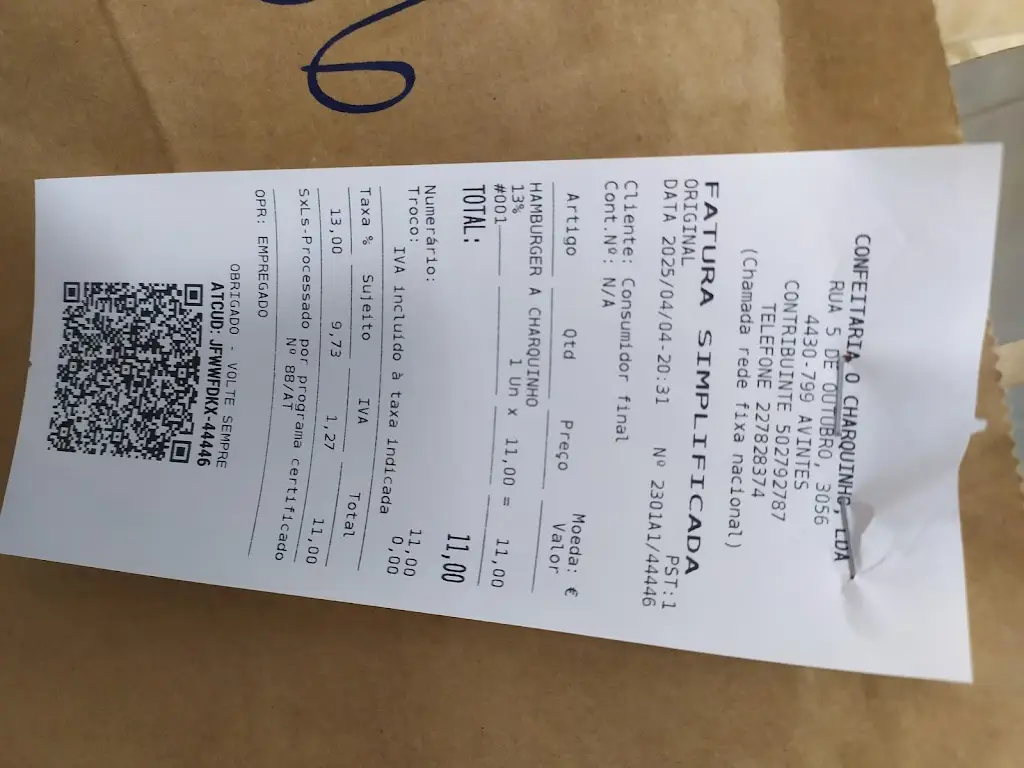 CONFEITARIA O CHARQUINHO, LDA
RUA 5 DE OUTUBRO, 3056
4430-799 AVINTES
CONTRIBUINTE 502792787
TELEFONE 227828374
(Chamada rede fixa nacional)
FATURA SIMPLIFICADA
ORIGINAL PST:1
DATA 2025/04/04-20:31 Nº 2301A1/44446
Cliente: Consumidor final
Cont.Nº: N/A
Moeda: €
Artigo Qtd Preço Valor
HAMBURGER A CHARQUINHO
13% 1 Un x 11,00 = 11,00
#001
TOTAL: 11,00
Numerário: 11,00
Troco: 0,00
IVA incluído à taxa indicada
Taxa % Sujeito IVA Total
13,00 9,73 1,27 11,00
SxLs-Processado por programa certificado
Nº 88/AT
OPR: EMPREGADO
OBRIGADO - VOLTE SEMPRE
ATCUD: JFWWFDKX-44446